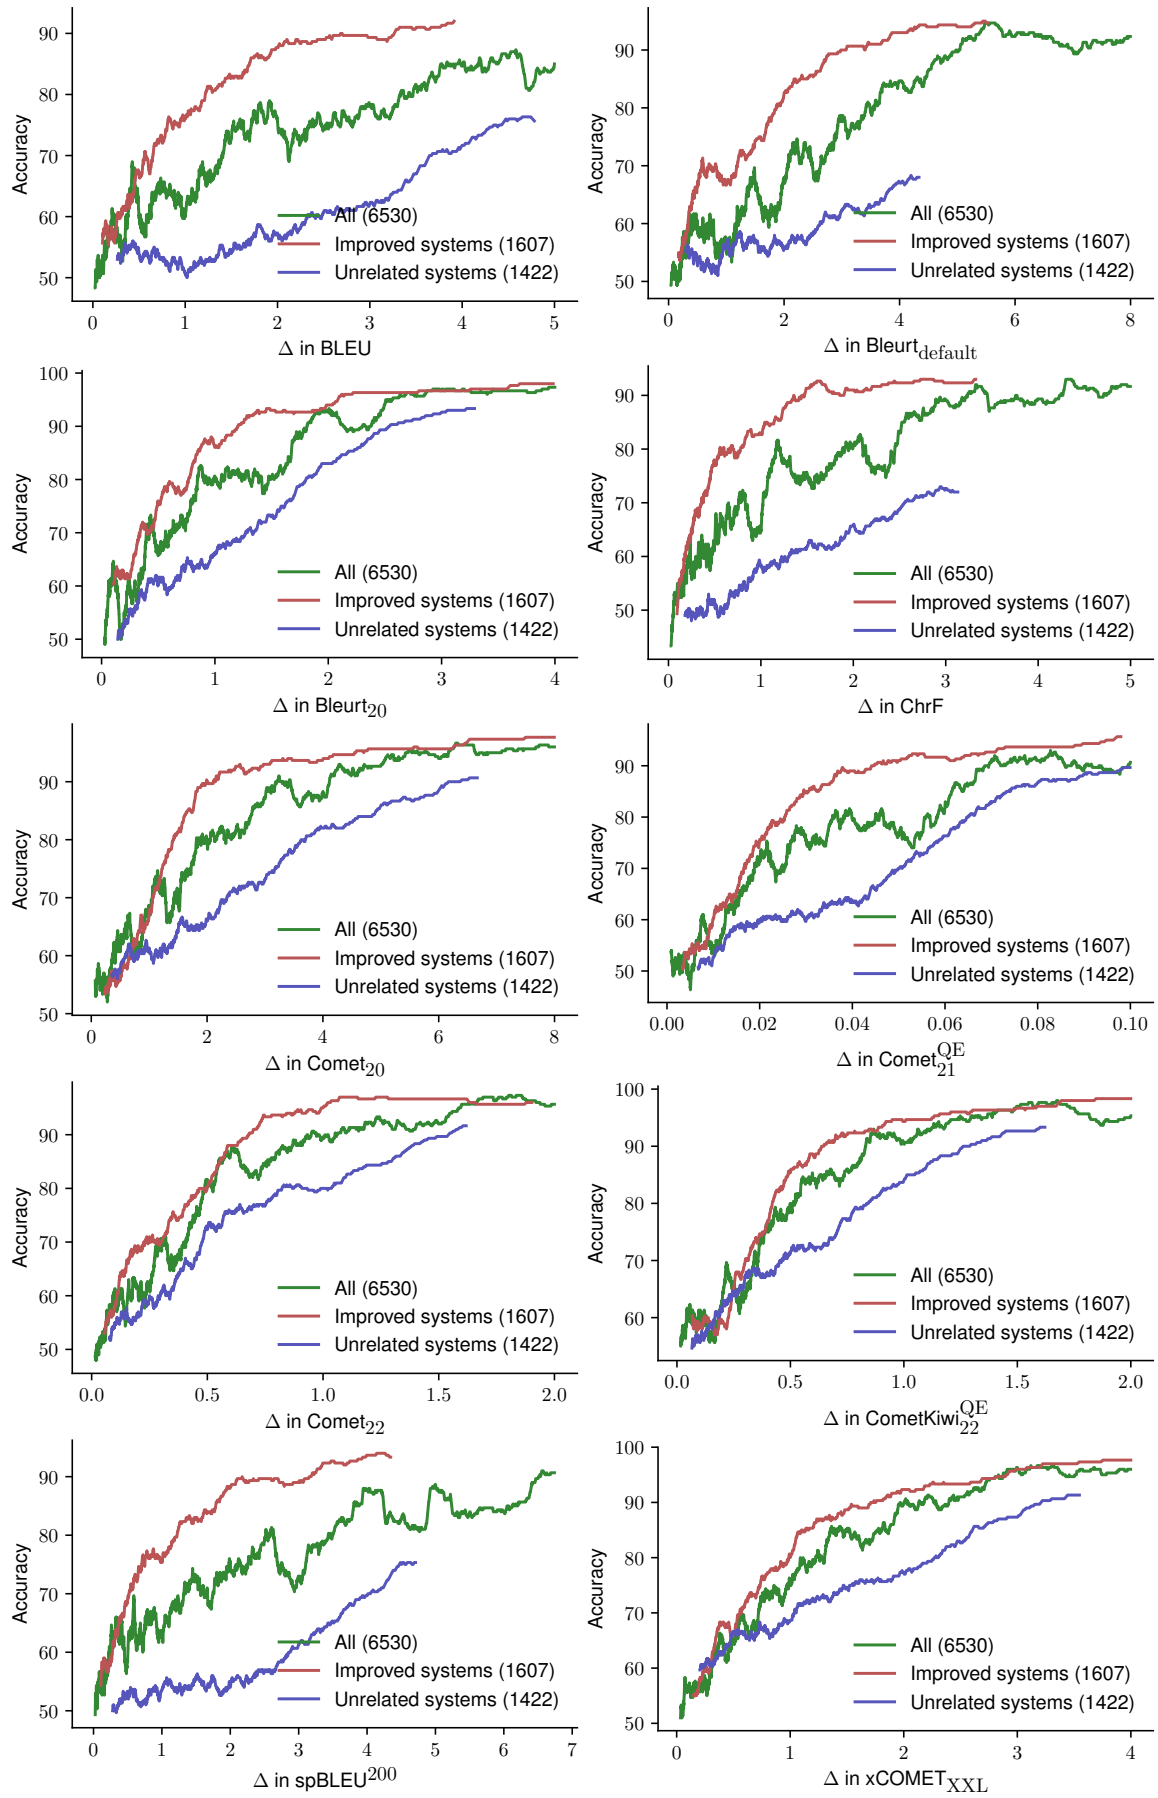 90
80
70
60
50
Accuracy
0 1 2 3 4 5
Δ in BLEU
All (6530)
Improved systems (1607)
Unrelated systems (1422)
90
80
70
60
50
Accuracy
0 2 4 6 8
Δ in Bleurt default
All (6530)
Improved systems (1607)
Unrelated systems (1422)
100
90
80
70
60
50
Accuracy
0 1 2 3 4
Δ in Bleurt20
All (6530)
Improved systems (1607)
Unrelated systems (1422)
90
80
70
60
50
Accuracy
0 1 2 3 4 5
Δ in ChrF
All (6530)
Improved systems (1607)
Unrelated systems (1422)
90
80
70
60
50
Accuracy
0 2 4 6 8
Δ in Comet20
All (6530)
Improved systems (1607)
Unrelated systems (1422)
90
80
70
60
50
Accuracy
0.00 0.02 0.04 0.06 0.08 0.10
Δ in Comet QE 21
All (6530)
Improved systems (1607)
Unrelated systems (1422)
90
80
70
60
50
Accuracy
0.0 0.5 1.0 1.5 2.0
Δ in Comet22
All (6530)
Improved systems (1607)
Unrelated systems (1422)
100
90
80
70
60
Accuracy
0.0 0.5 1.0 1.5 2.0
Δ in CometKiwi QE 22
All (6530)
Improved systems (1607)
Unrelated systems (1422)
90
80
70
60
50
Accuracy
0 1 2 3 4 5 6 7
Δ in spBLEU200
All (6530)
Improved systems (1607)
Unrelated systems (1422)
100
90
80
70
60
50
Accuracy
0 1 2 3 4
Δ in xCOMET XXL
All (6530)
Improved systems (1607)
Unrelated systems (1422)